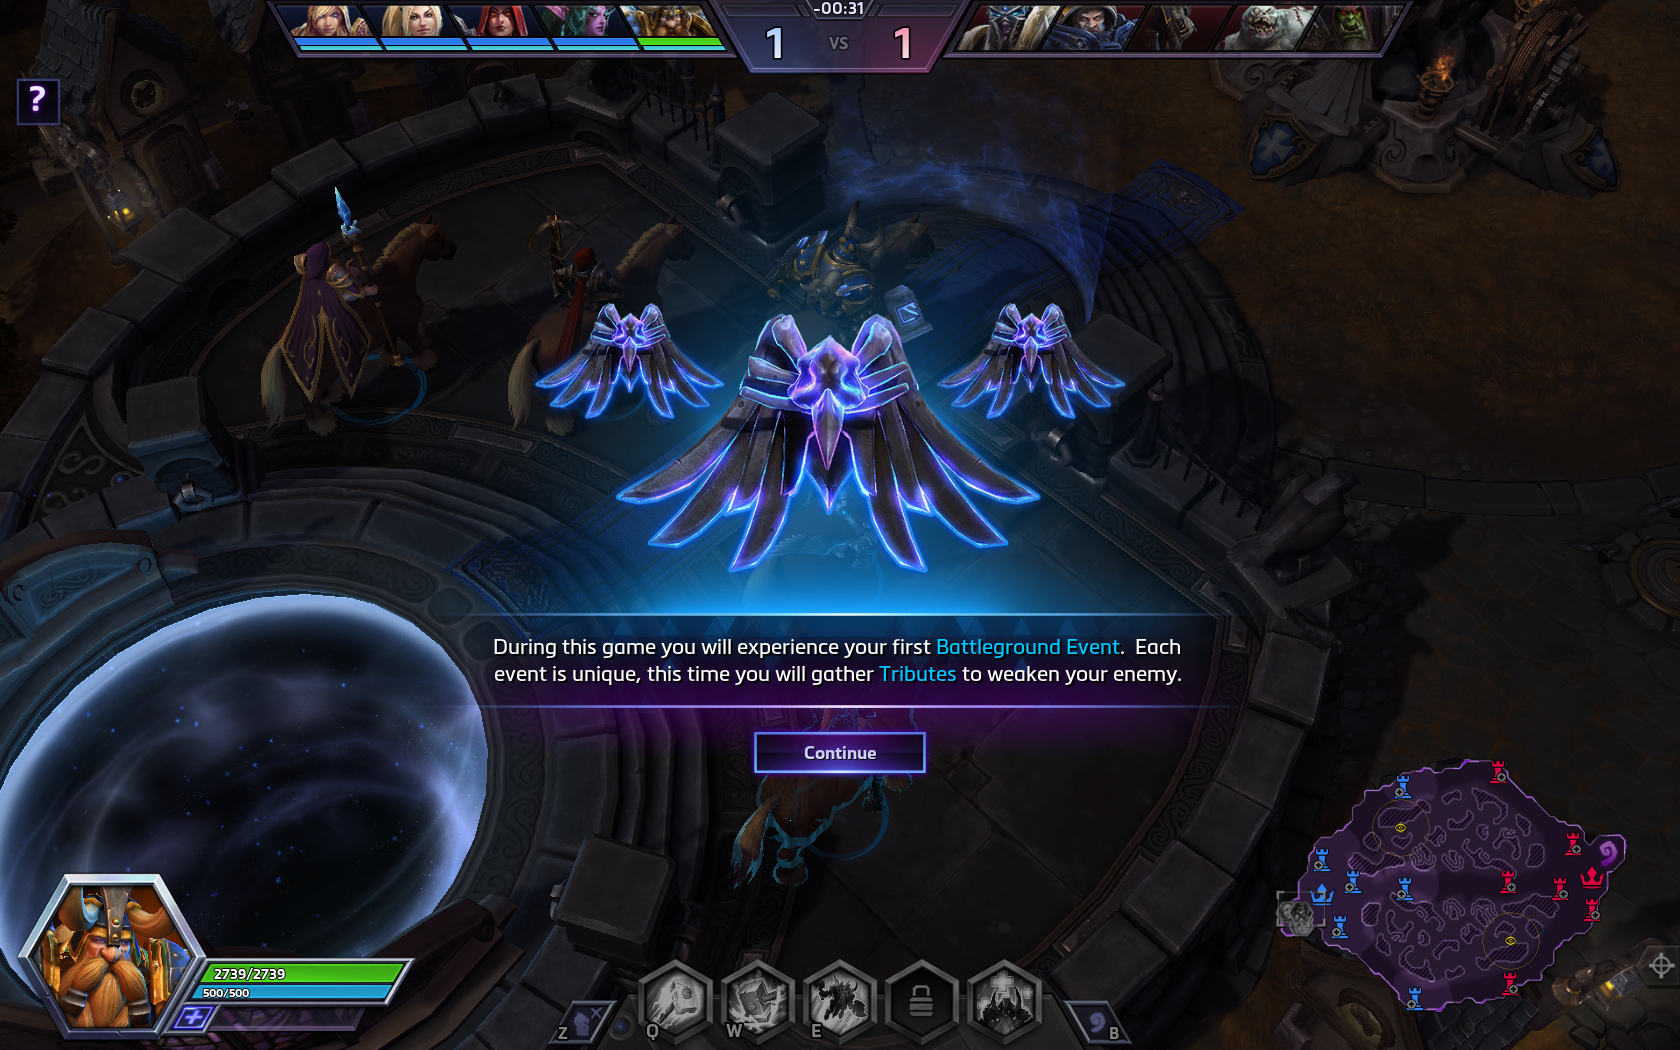 -00:31
1 VS 1
?
During this game you will experience your first Battleground Event. Each
event is unique, this time you will gather Tributes to weaken your enemy.
Continue
2739/2739
500/500
Z Q W E B